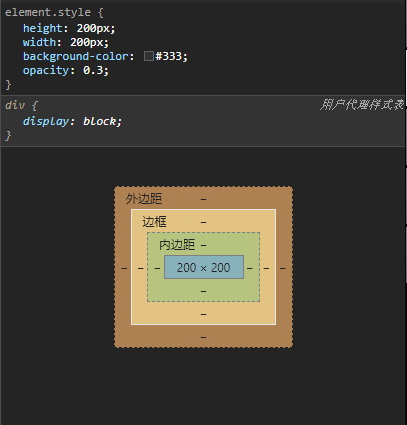 element.style {
height: 200px;
width: 200px;
background-color: #333;
opacity: 0.3;
}
div {
用户代理样式表
display: block;
}
外边距 –
边框 –
内边距 –
– – – 200 × 200 – – –
–
–
–